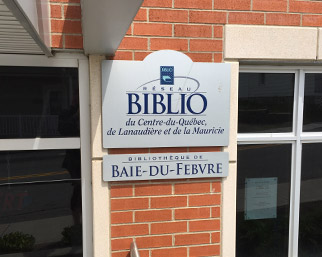 RÉSEAU
BIBLIO
du Centre-du-Québec,
de Lanaudière et de la Mauricie
BIBLIOTHÈQUE DE
BAIE-DU-FEBVRE